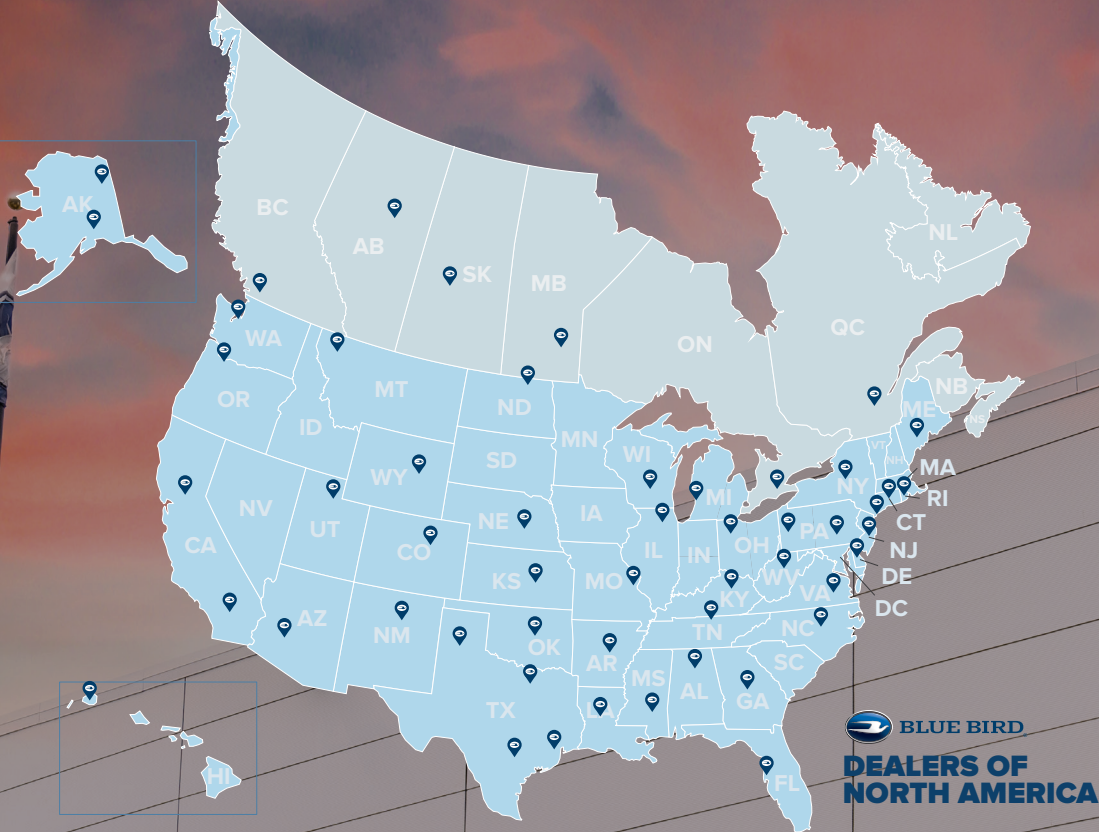 BC
AB
SK
MB
ON
QC
NL
NB
NS
AK
WA
OR
ID
MT
ND
MN
WI
MI
SD
WY
NE
IA
IL
IN
OH
PA
NY
VT
NH
ME
MA
RI
CT
NJ
DE
DC
CA
NV
UT
CO
KS
MO
KY
WV
VA
AZ
NM
OK
AR
TN
NC
SC
TX
LA
MS
AL
GA
FL
HI
BLUE BIRD
DEALERS OF
NORTH AMERICA